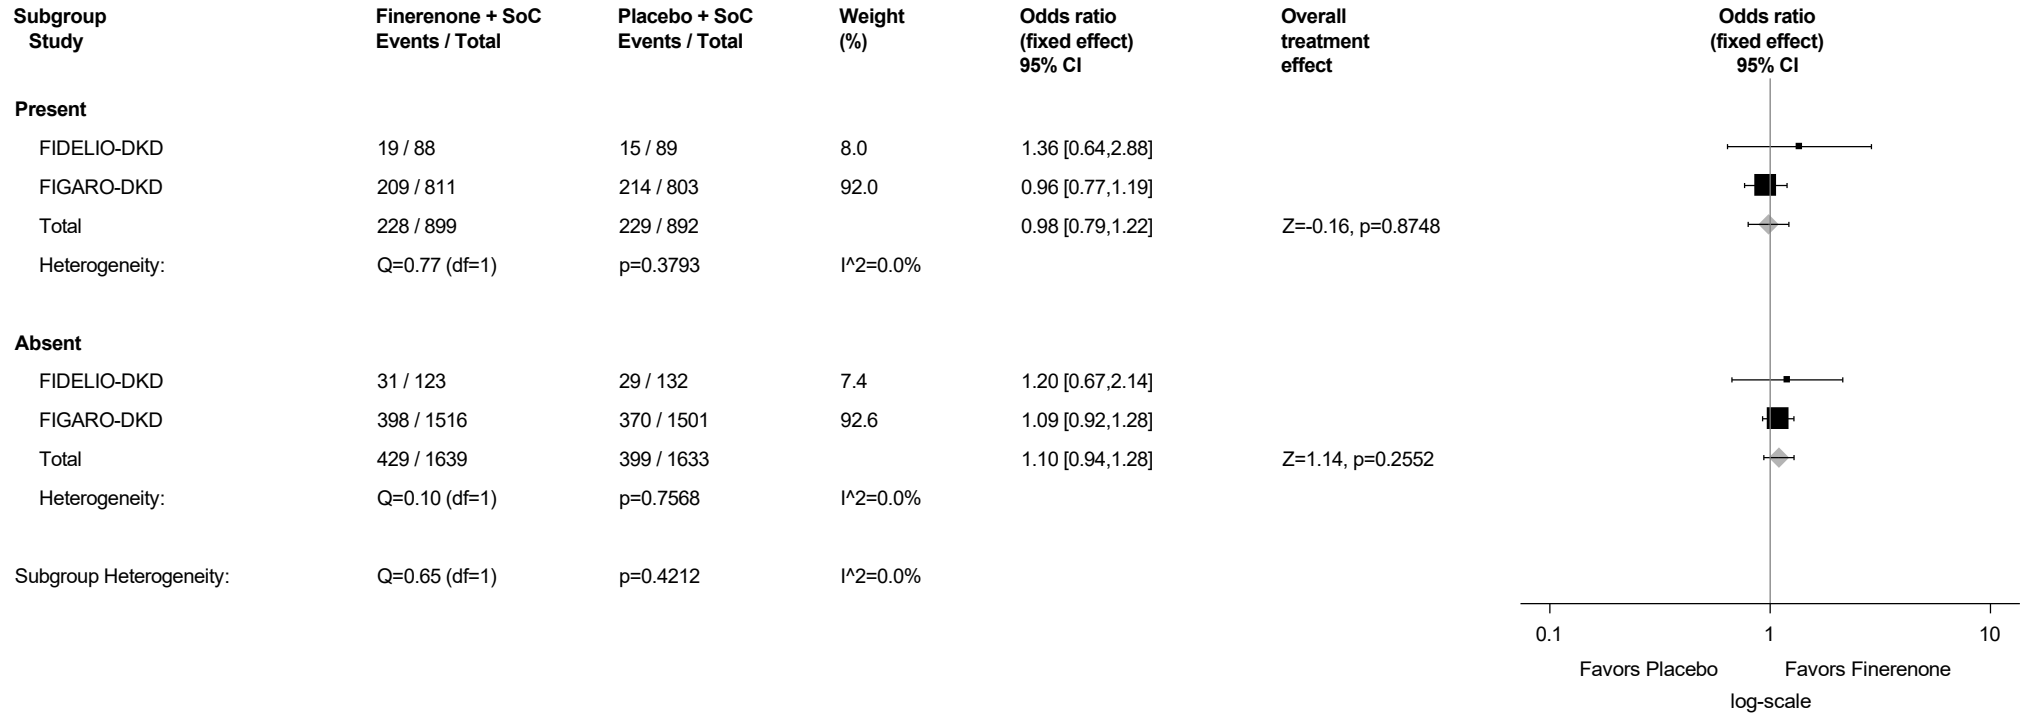 Subgroup Finerenone + SoC Placebo + SoC Weight Odds ratio Overall Odds ratio
Study Events / Total Events / Total (%) (fixed effect) treatment (fixed effect)
95% CI effect 95% CI
Present
FIDELIO-DKD 19 / 88 15 / 89 8.0 1.36 [0.64,2.88]
FIGARO-DKD 209 / 811 214 / 803 92.0 0.96 [0.77,1.19]
Total 228 / 899 229 / 892 0.98 [0.79,1.22] Z=-0.16, p=0.8748
Heterogeneity: Q=0.77 (df=1) p=0.3793 I^2=0.0%
Absent
FIDELIO-DKD 31 / 123 29 / 132 7.4 1.20 [0.67,2.14]
FIGARO-DKD 398 / 1516 370 / 1501 92.6 1.09 [0.92,1.28]
Total 429 / 1639 399 / 1633 1.10 [0.94,1.28] Z=1.14, p=0.2552
Heterogeneity: Q=0.10 (df=1) p=0.7568 I^2=0.0%
Subgroup Heterogeneity: Q=0.65 (df=1) p=0.4212 I^2=0.0%
0.1 1 10
Favors Placebo Favors Finerenone
log-scale